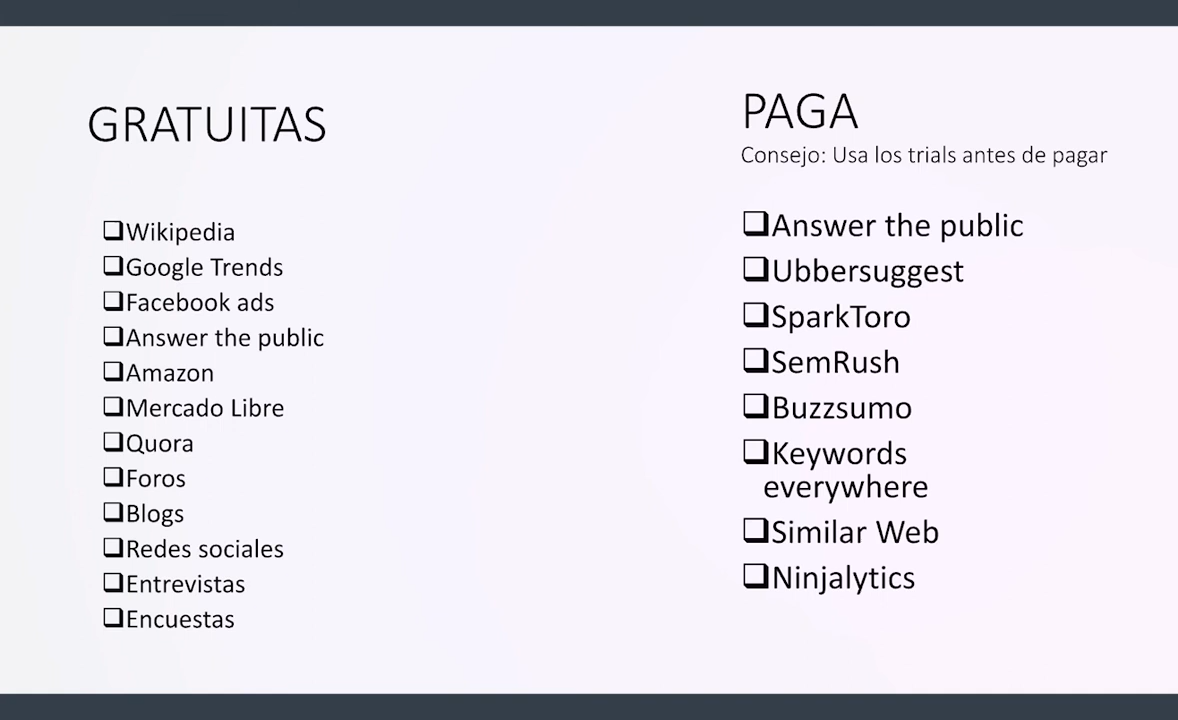 GRATUITAS
Wikipedia
Google Trends
Facebook ads
Answer the public
Amazon
Mercado Libre
Quora
Foros
Blogs
Redes sociales
Entrevistas
Encuestas
PAGA
Consejo: Usa los trials antes de pagar
Answer the public
Ubbersuggest
SparkToro
SemRush
Buzzsumo
Keywords
everywhere
Similar Web
Ninjalytics